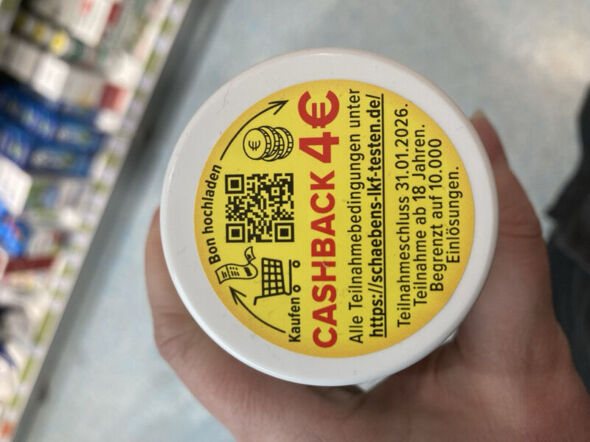 Kaufen
Bon hochladen
CASHBACK 4€
Alle Teilnahmebedingungen unter
https://schaebens-lkf-testen.de/
Teilnahmeschluss 31.01.2026.
Teilnahme ab 18 Jahren.
Begrenzt auf 10.000
Einlösungen.